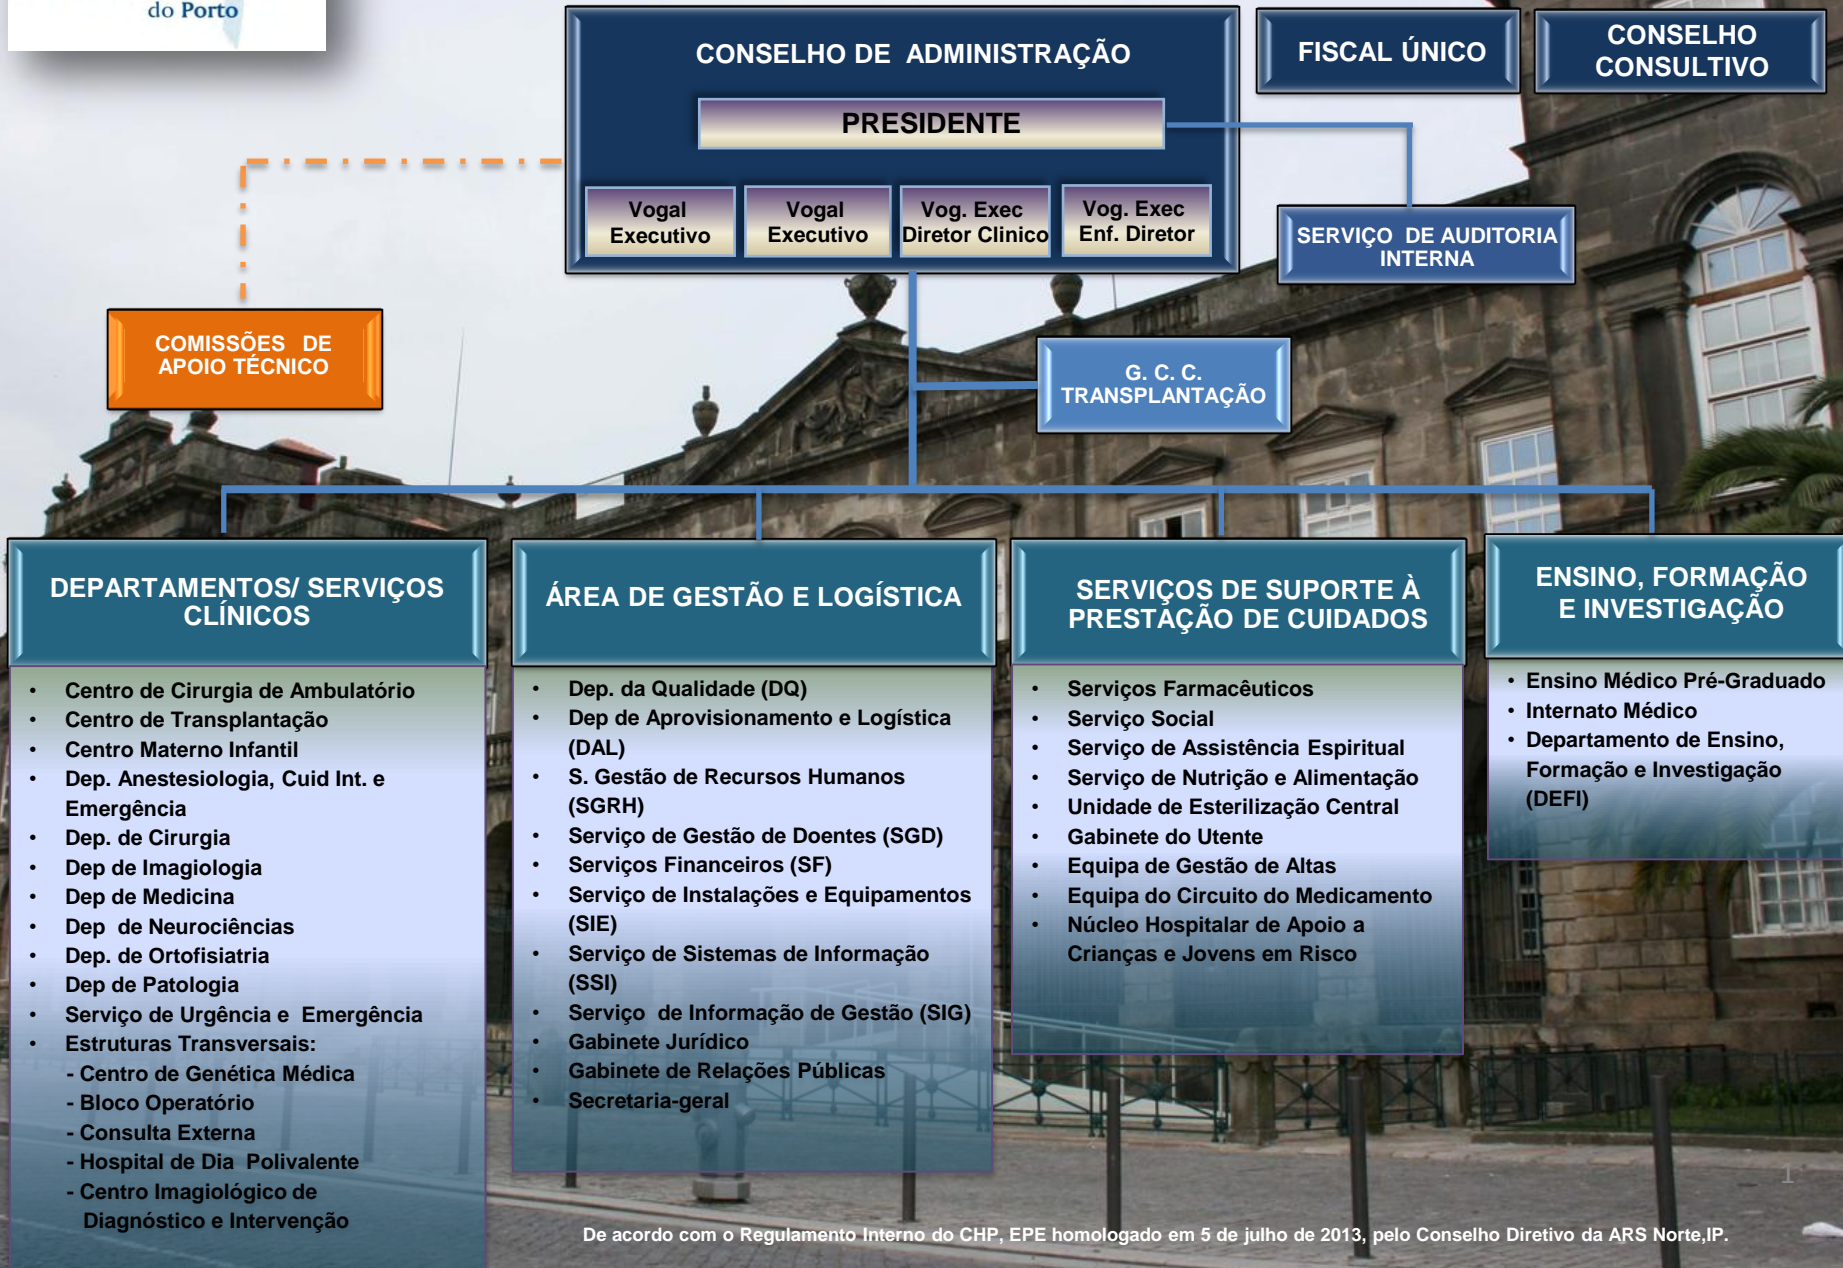 do Porto
CONSELHO DE ADMINISTRAÇÃO
PRESIDENTE
Vogal
Executivo
Vogal
Executivo
Vog. Exec
Diretor Clinico
Vog. Exec
Enf. Diretor
FISCAL ÚNICO
CONSELHO
CONSULTIVO
SERVIÇO DE AUDITORIA
INTERNA
COMISSÕES DE
APOIO TÉCNICO
G. C. C.
TRANSPLANTAÇÃO
DEPARTAMENTOS/ SERVIÇOS
CLÍNICOS
• Centro de Cirurgia de Ambulatório
• Centro de Transplantação
• Centro Materno Infantil
• Dep. Anestesiologia, Cuid Int. e
Emergência
• Dep. de Cirurgia
• Dep de Imagiologia
• Dep de Medicina
• Dep de Neurociências
• Dep. de Ortofisiatria
• Dep de Patologia
• Serviço de Urgência e Emergência
• Estruturas Transversais:
- Centro de Genética Médica
- Bloco Operatório
- Consulta Externa
- Hospital de Dia Polivalente
- Centro Imagiológico de
Diagnóstico e Intervenção
ÁREA DE GESTÃO E LOGÍSTICA
• Dep. da Qualidade (DQ)
• Dep de Aprovisionamento e Logística
(DAL)
• S. Gestão de Recursos Humanos
(SGRH)
• Serviço de Gestão de Doentes (SGD)
• Serviços Financeiros (SF)
• Serviço de Instalações e Equipamentos
(SIE)
• Serviço de Sistemas de Informação
(SSI)
• Serviço de Informação de Gestão (SIG)
• Gabinete Jurídico
• Gabinete de Relações Públicas
• Secretaria-geral
SERVIÇOS DE SUPORTE À
PRESTAÇÃO DE CUIDADOS
• Serviços Farmacêuticos
• Serviço Social
• Serviço de Assistência Espiritual
• Serviço de Nutrição e Alimentação
• Unidade de Esterilização Central
• Gabinete do Utente
• Equipa de Gestão de Altas
• Equipa do Circuito do Medicamento
• Núcleo Hospitalar de Apoio a
Crianças e Jovens em Risco
ENSINO, FORMAÇÃO
E INVESTIGAÇÃO
• Ensino Médico Pré-Graduado
• Internato Médico
• Departamento de Ensino,
Formação e Investigação
(DEFI)
1
De acordo com o Regulamento Interno do CHP, EPE homologado em 5 de julho de 2013, pelo Conselho Diretivo da ARS Norte,IP.